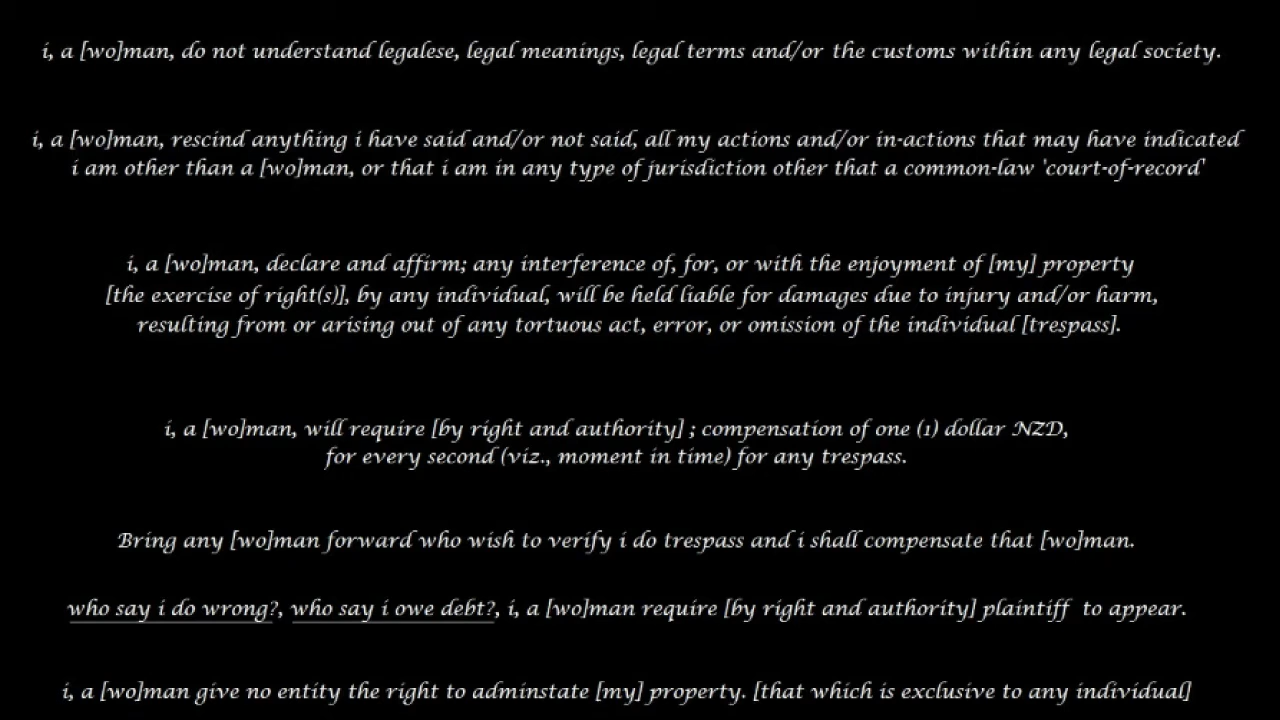 i, a [wo]man, do not understand legalese, legal meanings, legal terms and/or the customs within any legal society.
i, a [wo]man, rescind anything i have said and/or not said, all my actions and/or in-actions that may have indicated
i am other than a [wo]man, or that i am in any type of jurisdiction other that a common-law 'court-of-record'
i, a [wo]man, declare and affirm; any interference of, for, or with the enjoyment of [my] property
[the exercise of right(s)], by any individual, will be held liable for damages due to injury and/or harm,
resulting from or arising out of any tortuous act, error, or omission of the individual [trespass].
i, a [wo]man, will require [by right and authority] ; compensation of one (1) dollar NZD,
for every second (viz., moment in time) for any trespass.
Bring any [wo]man forward who wish to verify i do trespass and i shall compensate that [wo]man.
who say i do wrong?, who say i owe debt?, i, a [wo]man require [by right and authority] plaintiff to appear.
i, a [wo]man give no entity the right to adminstate [my] property. [that which is exclusive to any individual]